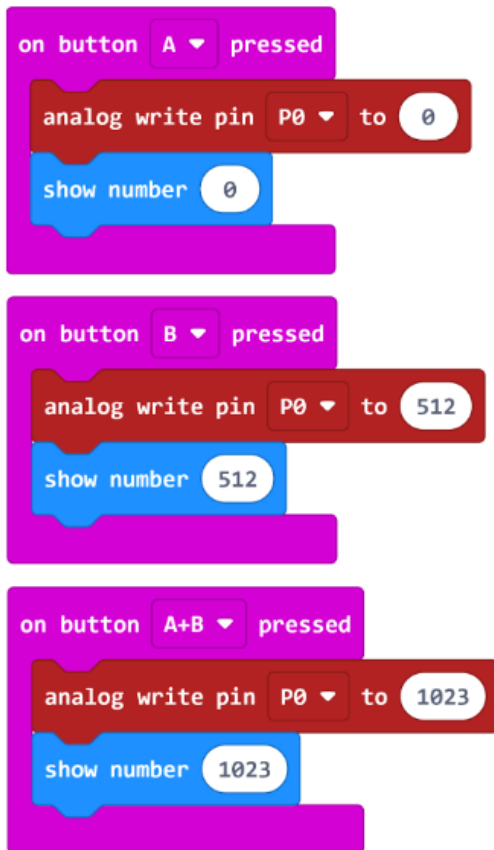 on button A pressed
analog write pin P0 to 0
show number 0
on button B pressed
analog write pin P0 to 512
show number 512
on button A+B pressed
analog write pin P0 to 1023
show number 1023